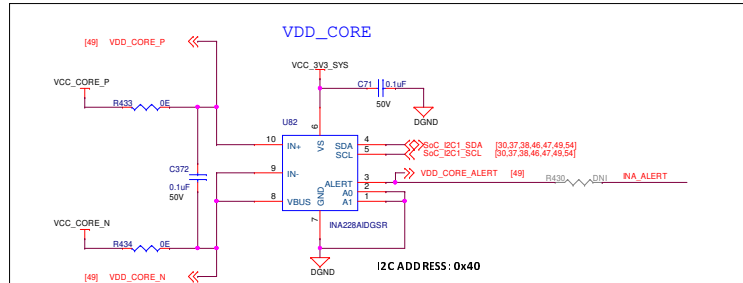 VDD_CORE
[49] VDD_CORE_P
VCC_3V3_SYS
VCC_CORE_P
C71 0.1uF
50V
R433 0E
DGND
U82
6
VS
10 IN+
SDA 4 SoC_I2C1_SDA [30,37,38,46,47,49,54]
SCL 5 SoC_I2C1_SCL [30,37,38,46,47,49,54]
C372
9 IN-
VDD_CORE_ALERT [49]
0.1uF
ALERT 3
R430 DNI INA_ALERT
50V
A0 2
8 VBUS
GND
A1 1
7
INA228AIDGSR
VCC_CORE_N
R434 0E
DGND
I2C ADDRESS: 0x40
[49] VDD_CORE_N